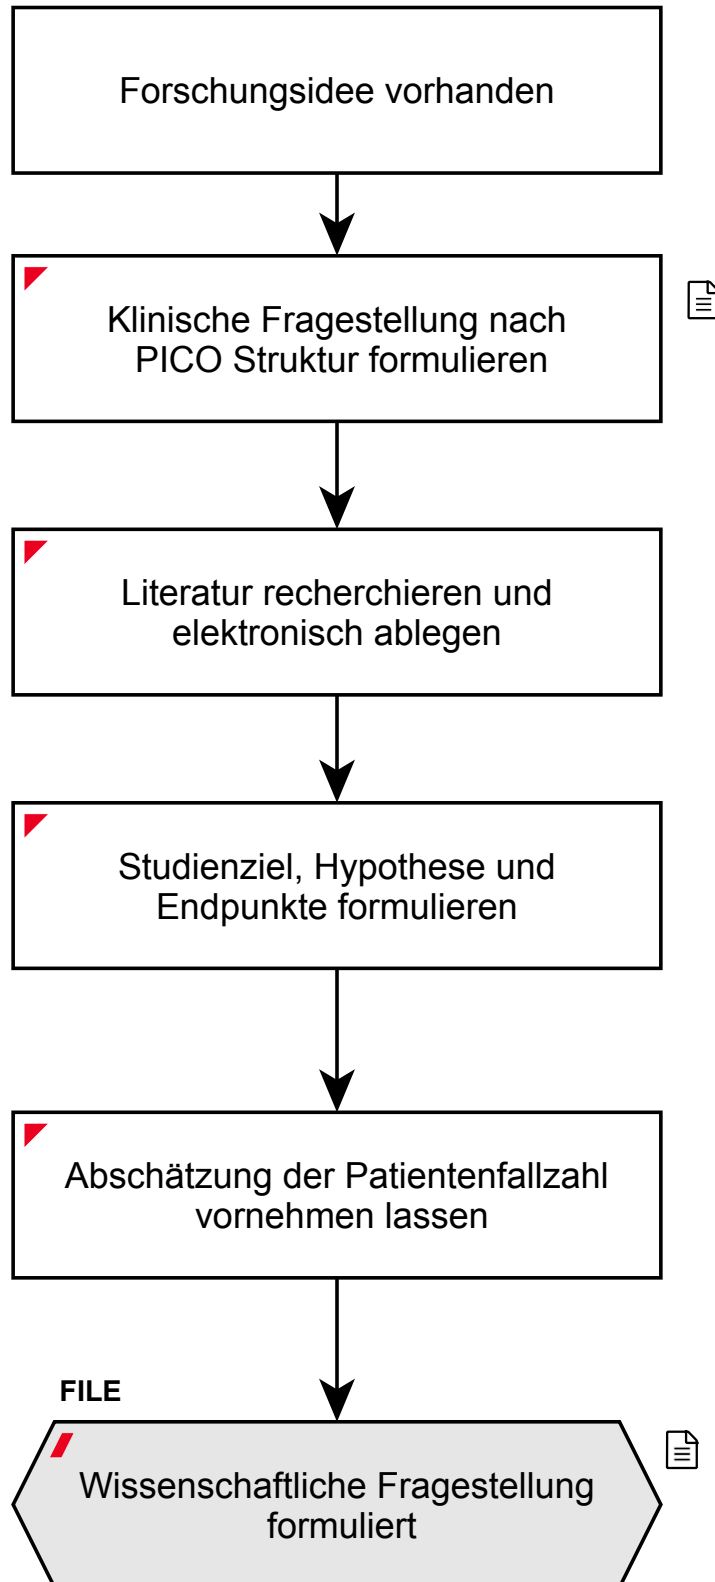 Forschungsidee vorhanden
Klinische Fragestellung nach
PICO Struktur formulieren
Literatur recherchieren und
elektronisch ablegen
Studienziel, Hypothese und
Endpunkte formulieren
Abschätzung der Patientenfallzahl
vornehmen lassen
FILE
Wissenschaftliche Fragestellung
formuliert